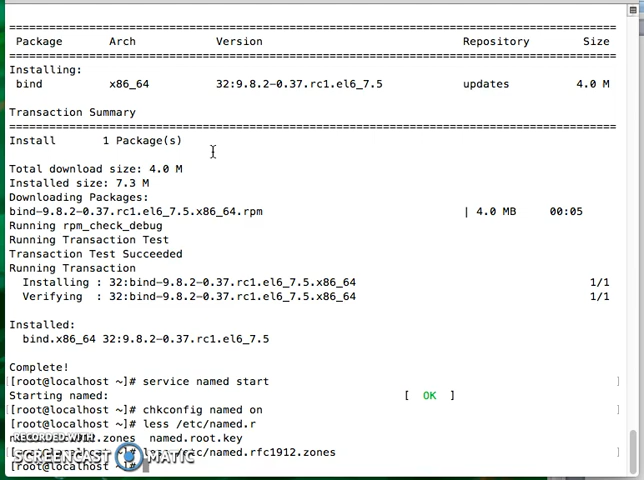 ================================================================================
Package Arch Version Repository Size
================================================================================
Installing:
bind x86_64 32:9.8.2-0.37.rc1.el6_7.5 updates 4.0 M
Transaction Summary
================================================================================
Install 1 Package(s)
Total download size: 4.0 M
Installed size: 7.3 M
Downloading Packages:
bind-9.8.2-0.37.rc1.el6_7.5.x86_64.rpm | 4.0 MB 00:05
Running rpm_check_debug
Running Transaction Test
Transaction Test Succeeded
Running Transaction
Installing : 32:bind-9.8.2-0.37.rc1.el6_7.5.x86_64 1/1
Verifying : 32:bind-9.8.2-0.37.rc1.el6_7.5.x86_64 1/1
Installed:
bind.x86_64 32:9.8.2-0.37.rc1.el6_7.5
Complete!
[root@localhost ~]# service named start
Starting named: [ OK ]
[root@localhost ~]# chkconfig named on
[root@localhost ~]# less /etc/named.r
.zones named.root.key
[root@localhost ~]# /etc/named.rfc1912.zones
[root@localhost ~]#
RECORDED WITH
SCREENCAST MATIC